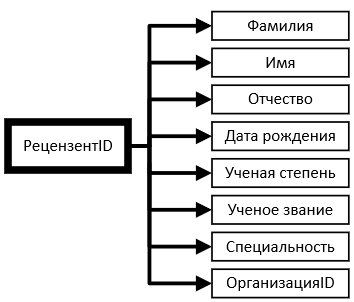 Фамилия
Имя
Отчество
РецензентID
Дата рождения
Ученая степень
Ученое звание
Специальность
ОрганизацияID